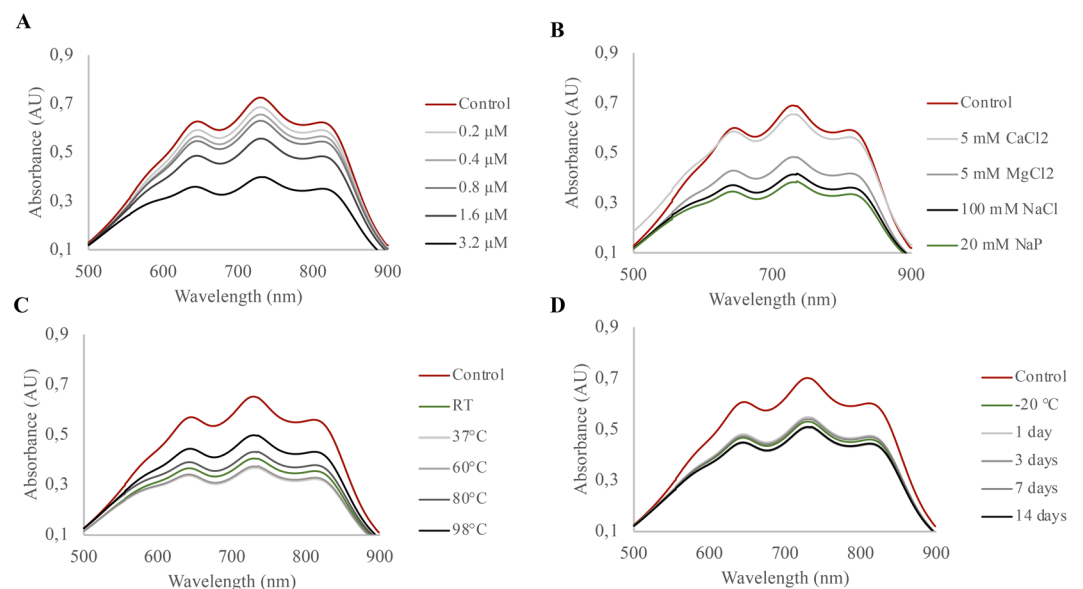 A
Absorbance (AU)
0,9
0,7
0,5
0,3
0,1
500
600
700
800
900
Wavelength (nm)
Control
0.2 µM
0.4 µM
0.8 µM
1.6 µM
3.2 µM
B
Absorbance (AU)
0,9
0,7
0,5
0,3
0,1
500
700
900
Wavelength (nm)
Control
5 mM CaCl2
5 mM MgCl2
100 mM NaCl
20 mM NaP
C
Absorbance (AU)
0,9
0,7
0,5
0,3
0,1
500
600
700
800
900
Wavelength (nm)
Control
RT
37°C
60°C
80°C
98°C
D
Absorbance (AU)
0,9
0,7
0,5
0,3
0,1
500
600
700
800
900
Wavelength (nm)
Control
-20 °C
1 day
3 days
7 days
14 days